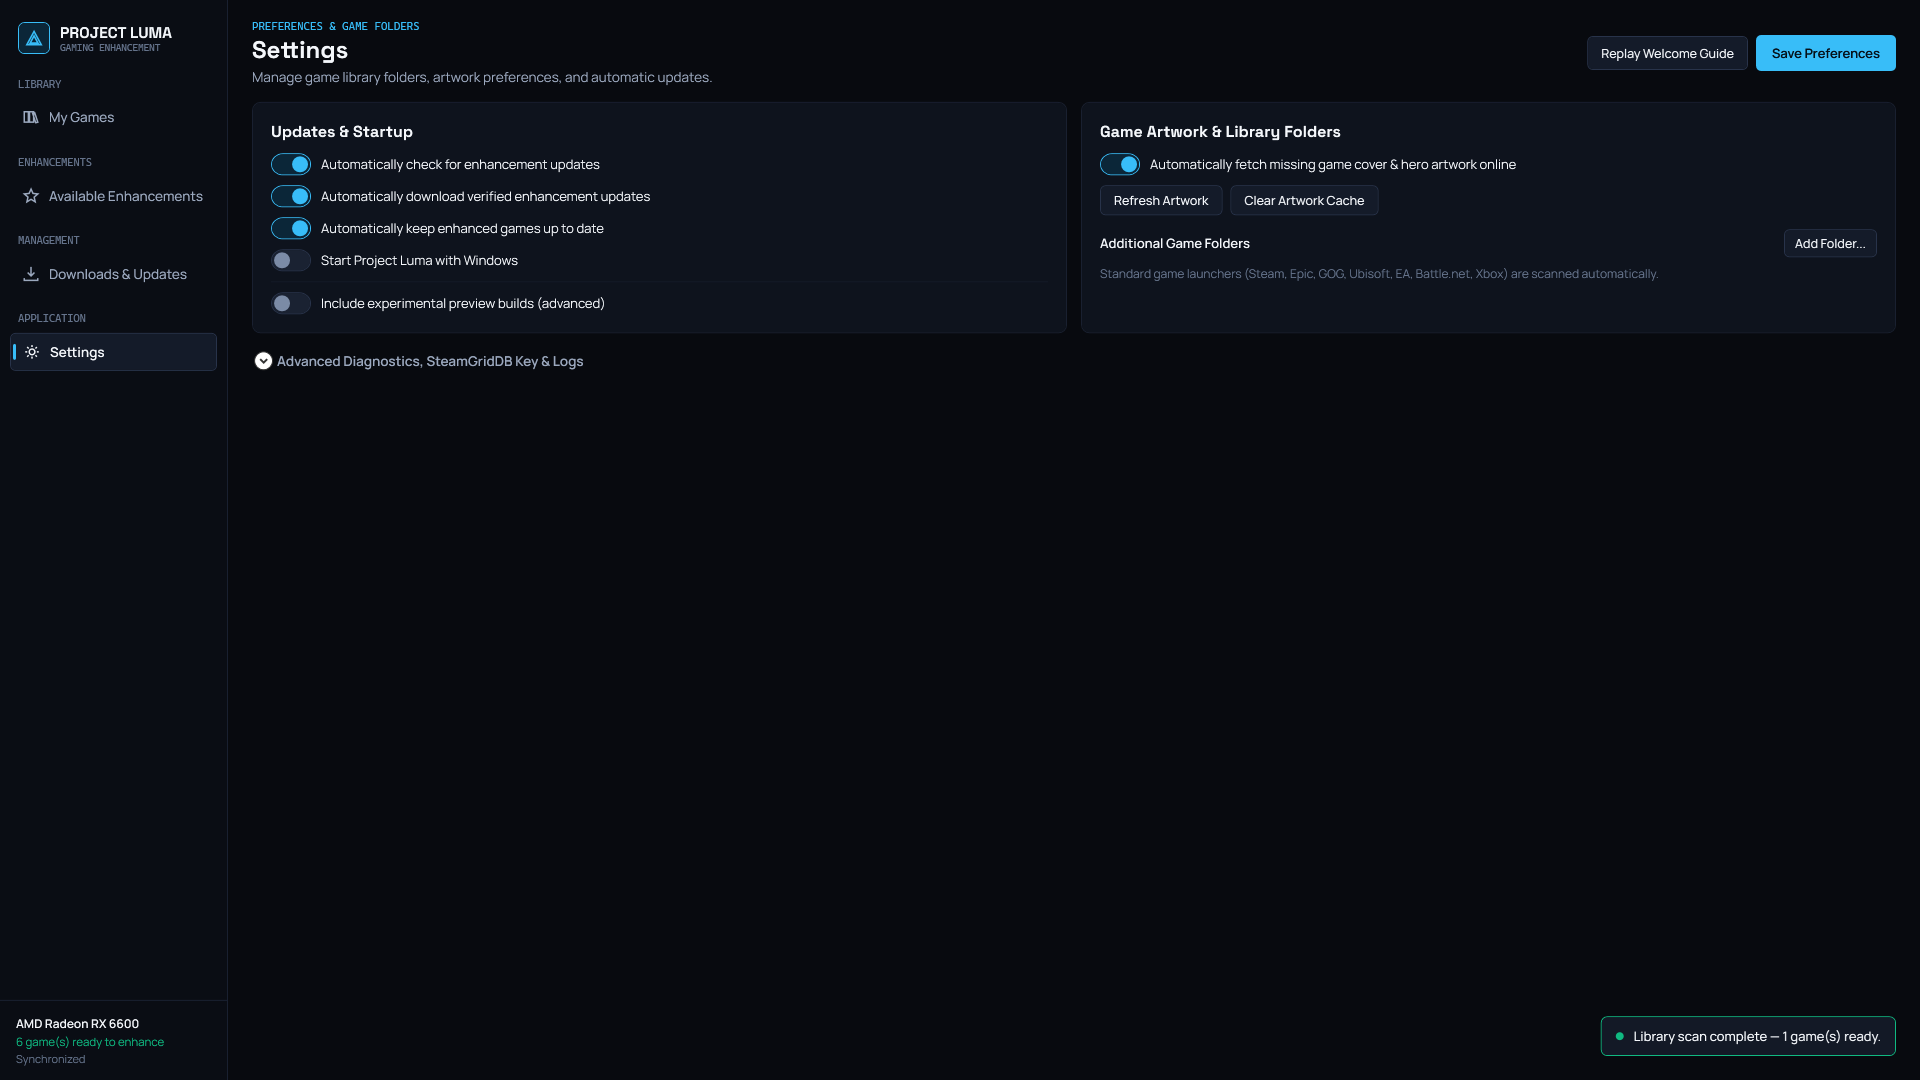 PROJECT LUMA
GAMING ENHANCEMENT
LIBRARY
My Games
ENHANCEMENTS
Available Enhancements
MANAGEMENT
Downloads & Updates
APPLICATION
Settings
AMD Radeon RX 6600
6 game(s) ready to enhance
Synchronized
PREFERENCES & GAME FOLDERS
Settings
Manage game library folders, artwork preferences, and automatic updates.
Replay Welcome Guide
Save Preferences
Updates & Startup
Automatically check for enhancement updates
Automatically download verified enhancement updates
Automatically keep enhanced games up to date
Start Project Luma with Windows
Include experimental preview builds (advanced)
Game Artwork & Library Folders
Automatically fetch missing game cover & hero artwork online
Refresh Artwork
Clear Artwork Cache
Additional Game Folders
Add Folder...
Standard game launchers (Steam, Epic, GOG, Ubisoft, EA, Battle.net, Xbox) are scanned automatically.
Advanced Diagnostics, SteamGridDB Key & Logs
Library scan complete — 1 game(s) ready.